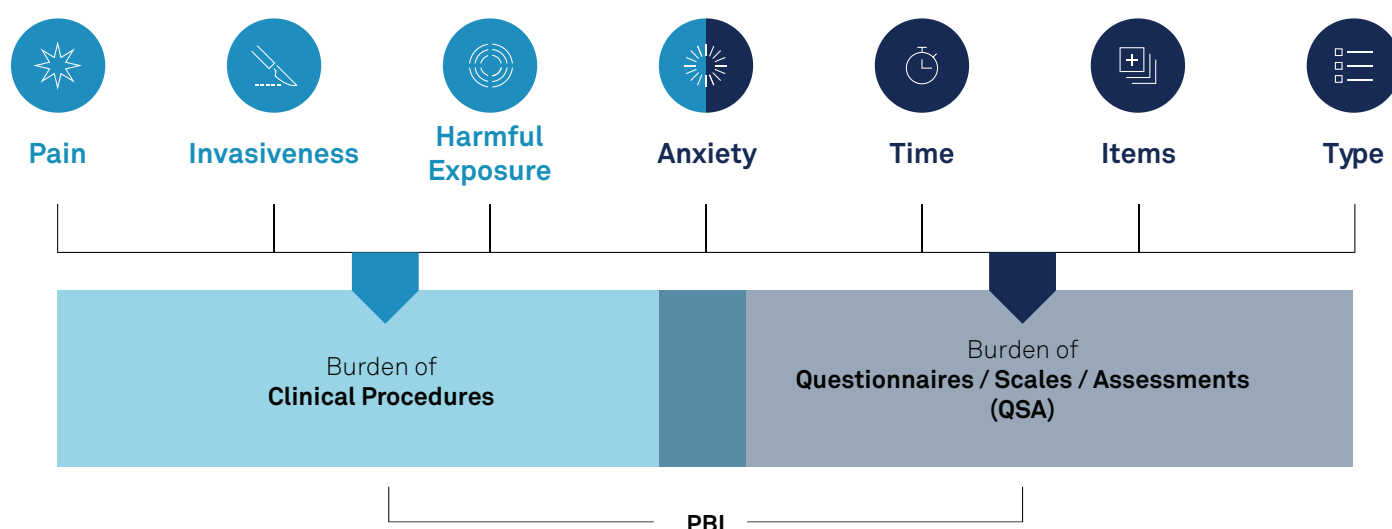 Pain
Invasiveness
Harmful
Exposure
Anxiety
Time
Items
Type
Burden of
Clinical Procedures
Burden of
Questionnaires / Scales / Assessments
(QSA)
PBI